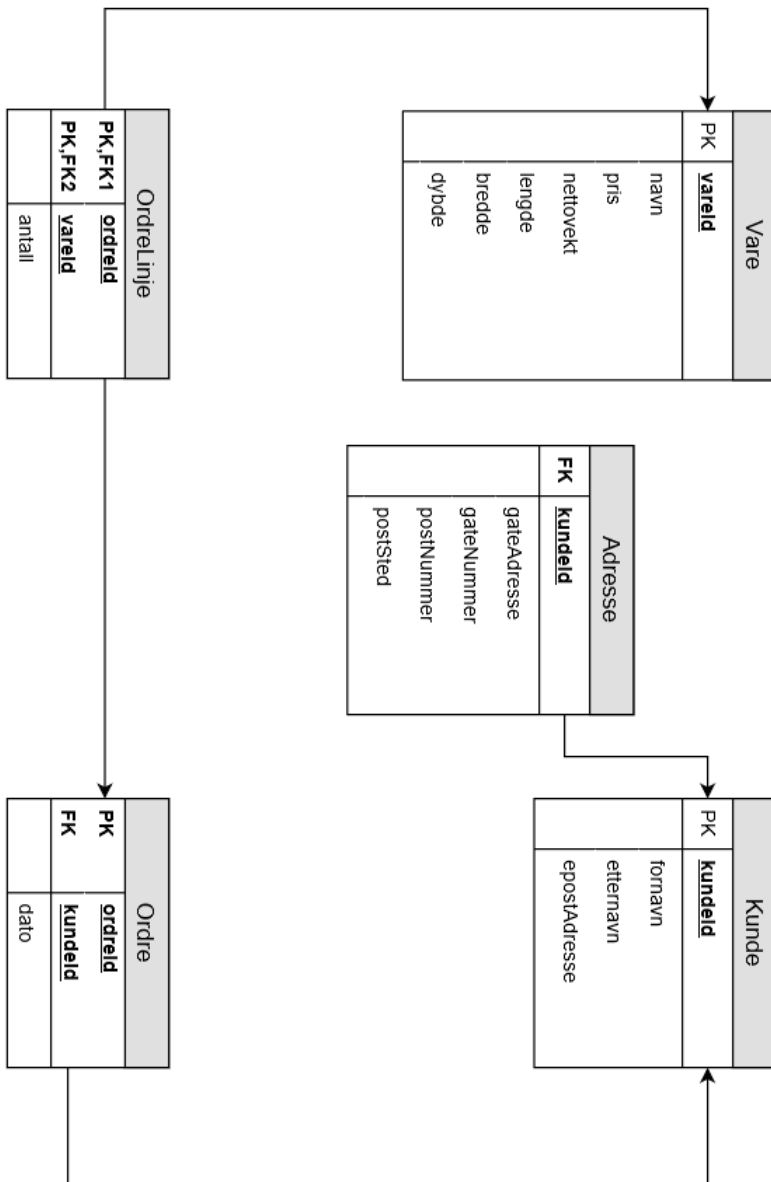 Vare
PK vareId
navn
pris
nettovekt
lengde
bredde
dybde
Adresse
FK kundeId
gateAdresse
gateNummer
postNummer
postSted
Kunde
PK kundeId
fornavn
etternavn
epostAdresse
OrdreLinje
PK,FK1 ordreId
PK,FK2 vareId
antall
Ordre
PK ordreId
FK kundeId
dato